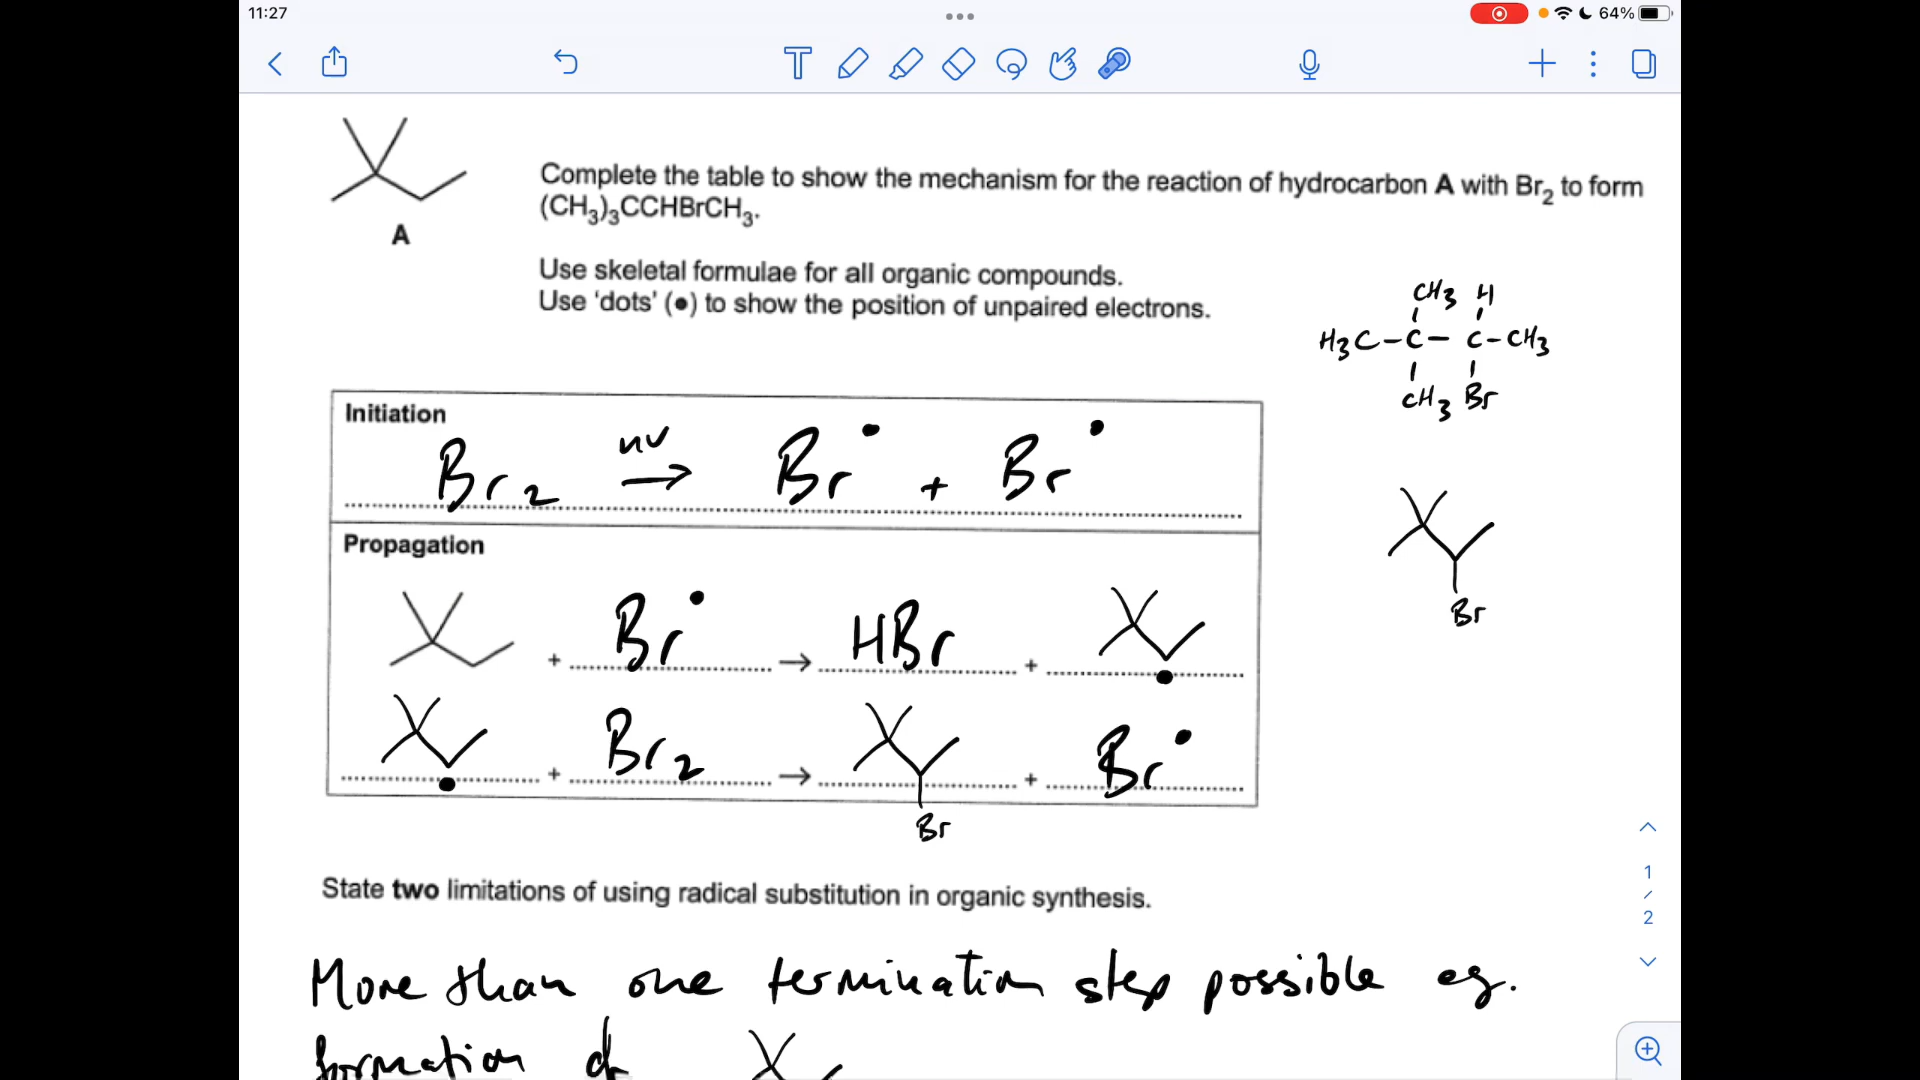 11:27
64%
Complete the table to show the mechanism for the reaction of hydrocarbon A with Br2 to form
(CH3)3CCHBrCH3.
A
Use skeletal formulae for all organic compounds.
Use 'dots' (●) to show the position of unpaired electrons.
CH3 H
H3C-C-C-CH3
CH3 Br
Br
Initiation
Br2 uv → Br• + Br•
Propagation
+ Br• → HBr +
+ Br2 → + Br•
Br
State two limitations of using radical substitution in organic synthesis.
More than one termination step possible eg.
formation of
1
/
2